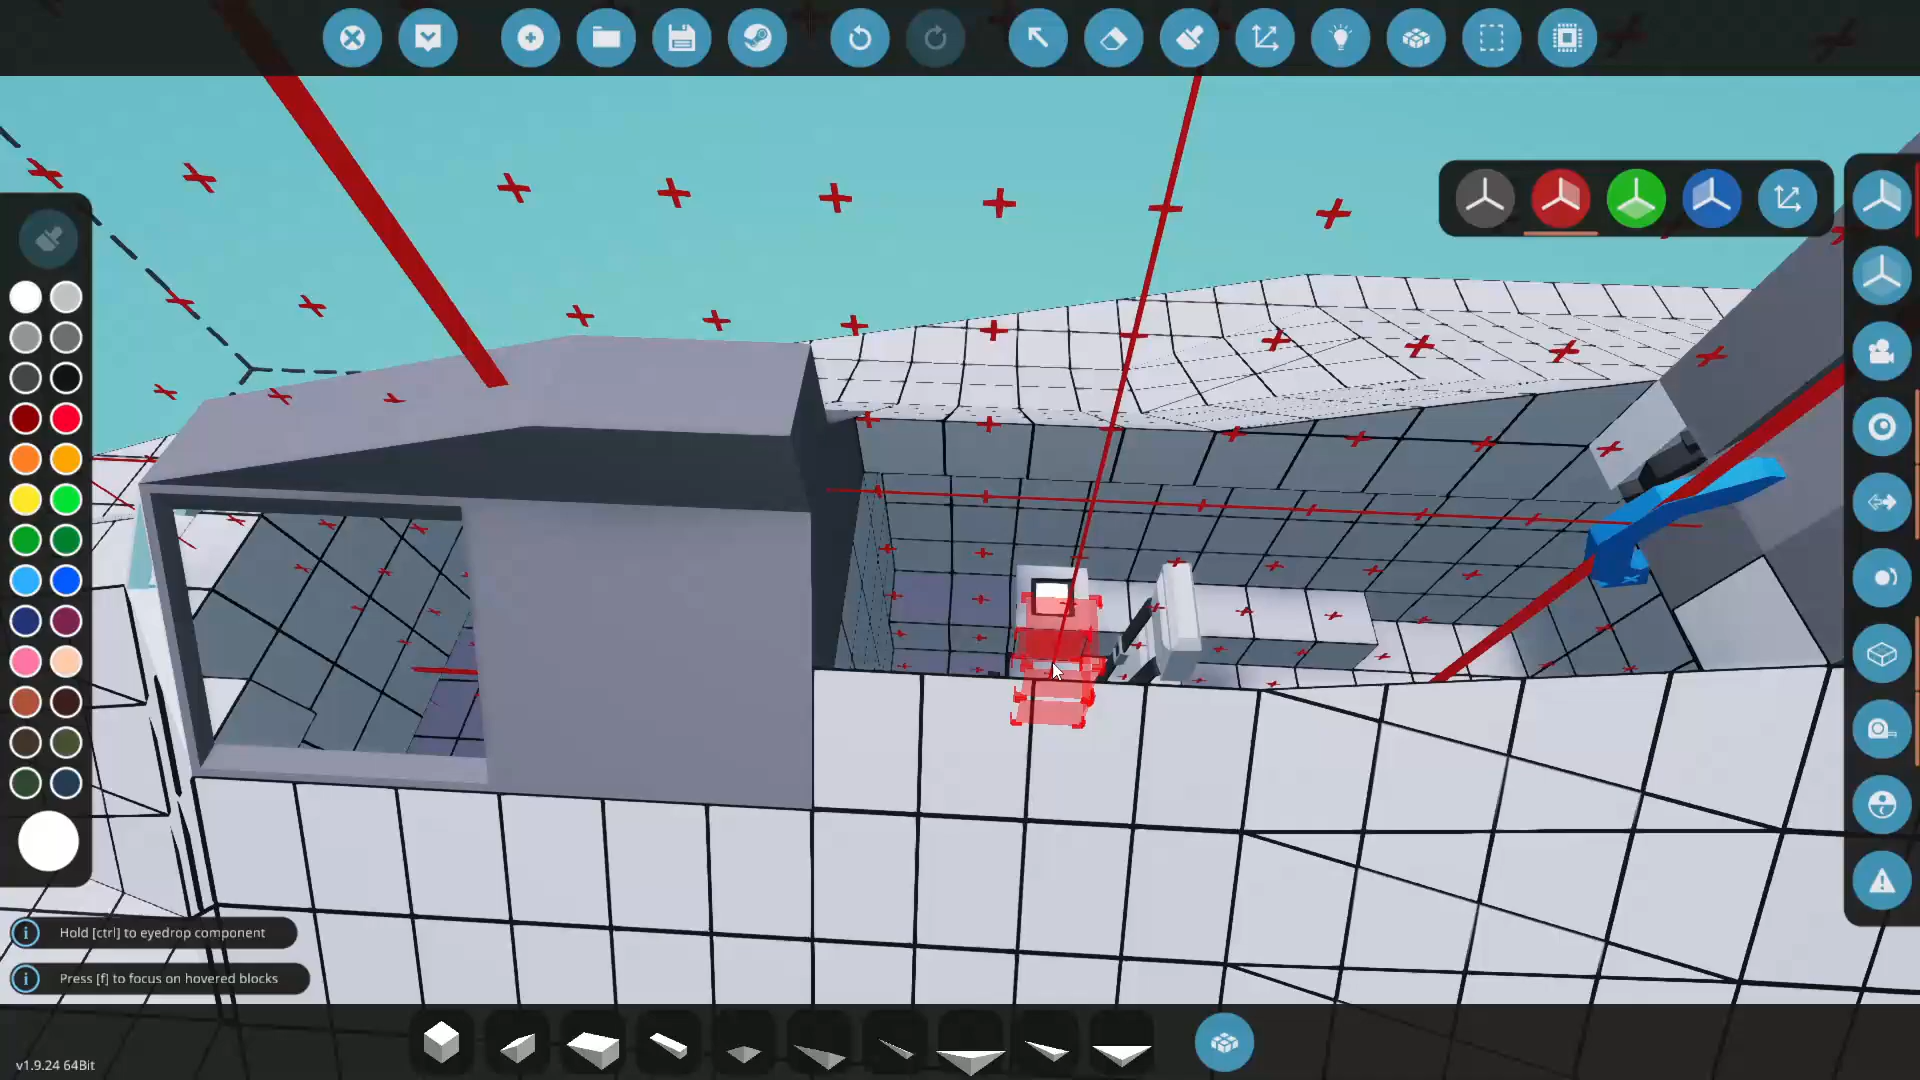 Hold [ctrl] to eyedrop component
Press [f] to focus on hovered blocks
v1.9.24 64Bit